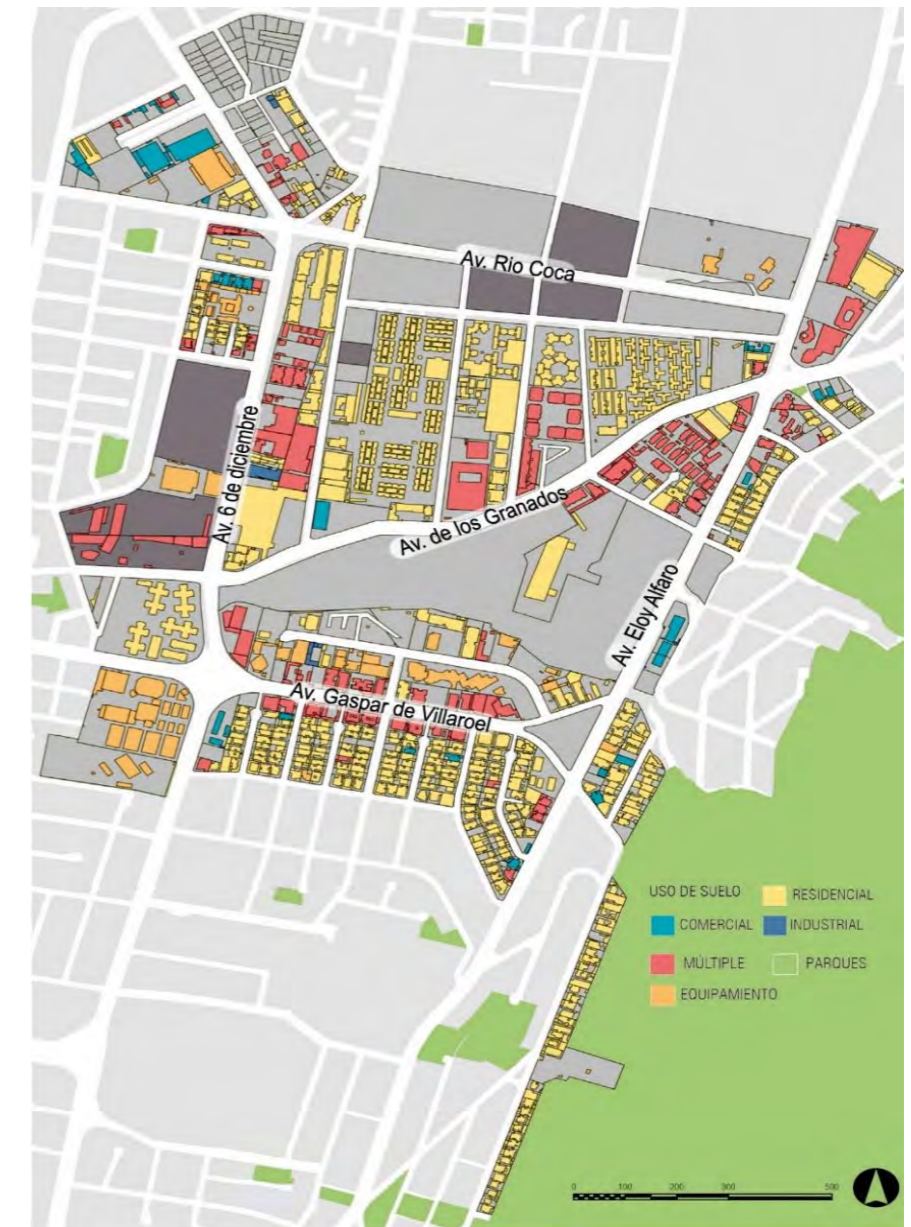 Av. Rio Coca
Av. 6 de diciembre
Av. de los Granados
Av. Eloy Alfaro
Av. Gaspar de Villaroel
USO DE SUELO
RESIDENCIAL
COMERCIAL
INDUSTRIAL
MÚLTIPLE
PARQUES
EQUIPAMIENTO
0 100 200 300 500